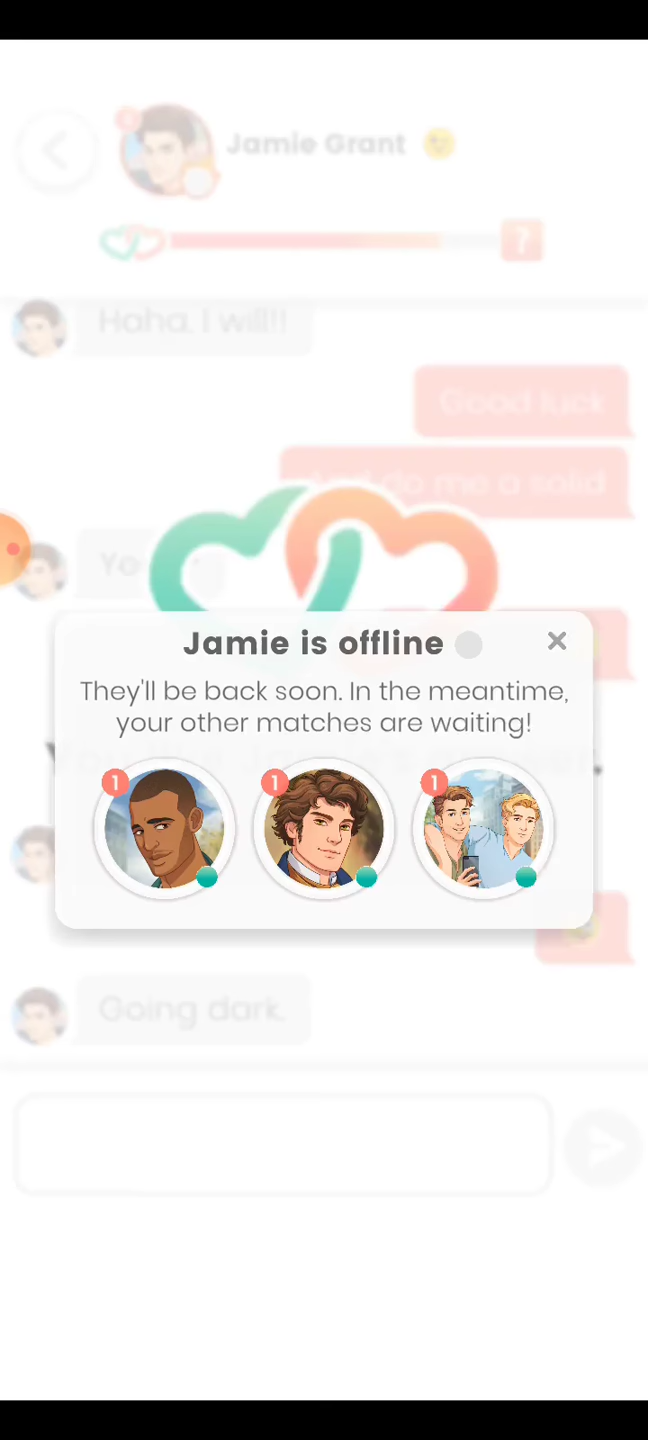 Jamie Grant
?
Haha. I will!!
Good luck
And do me a solid
Jamie is offline
They'll be back soon. In the meantime,
your other matches are waiting!
1
1
1
Going dark.